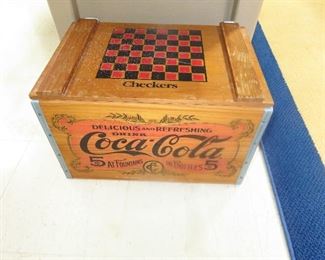 Checkers
DELICIOUS AND REFRESHING
DRINK
Coca-Cola
5 AT FOUNTAINS IN BOTTLES 5